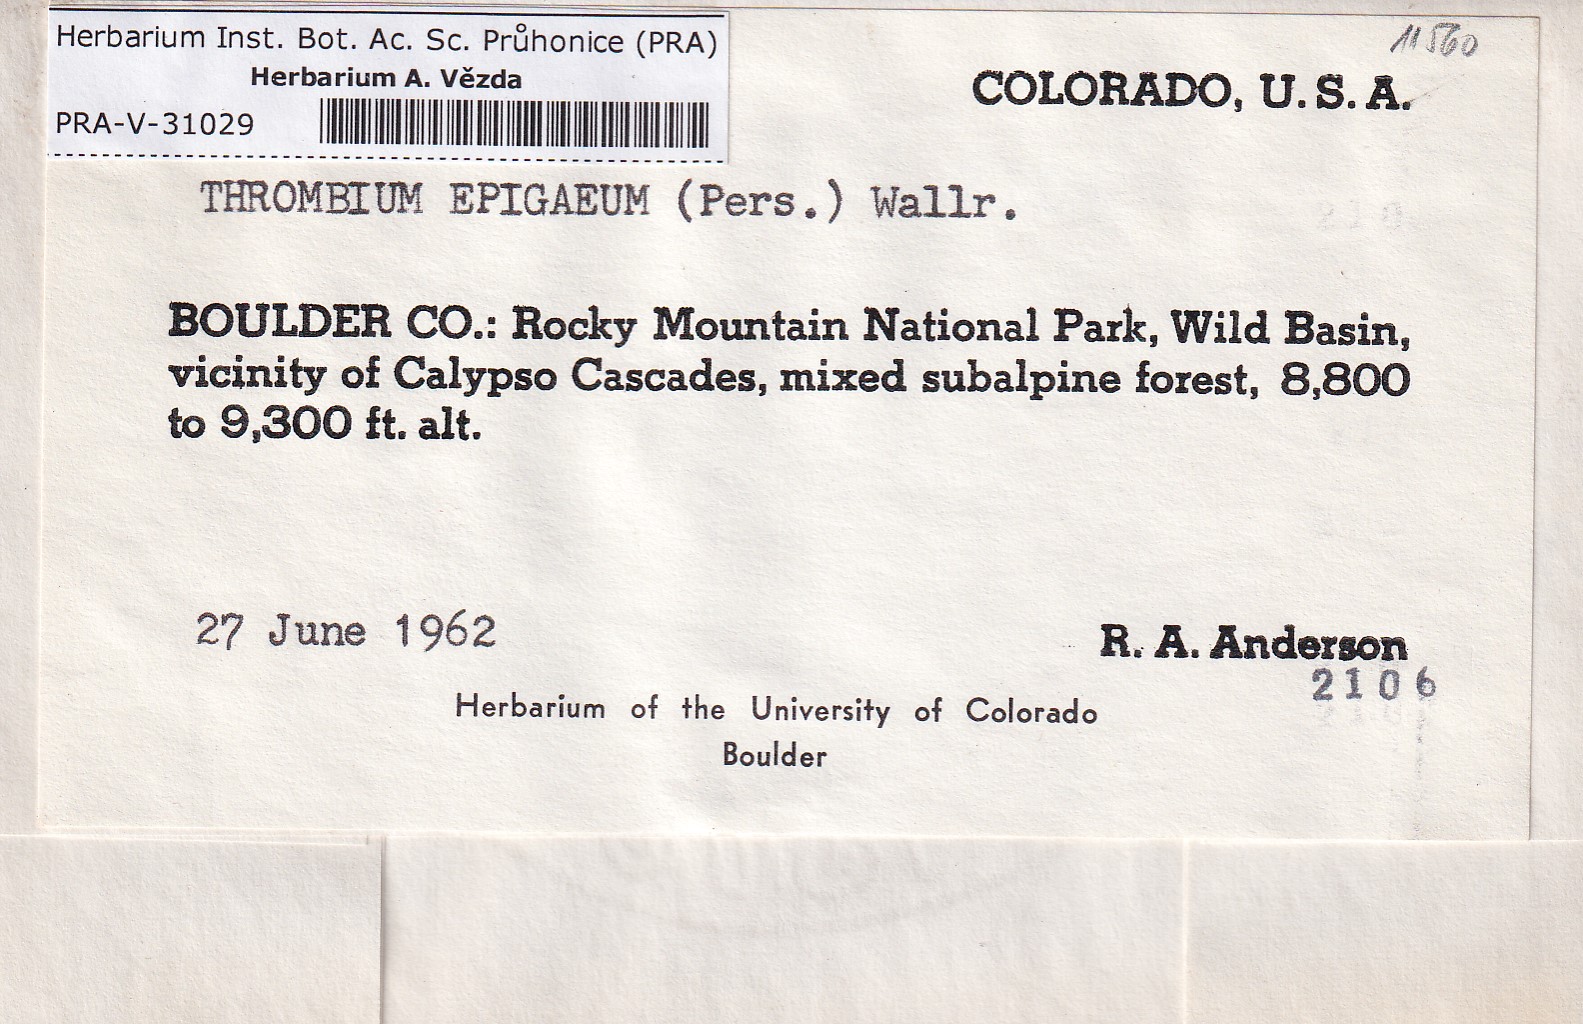 Herbarium Inst. Bot. Ac. Sc. Průhonice (PRA)
Herbarium A. Vězda
PRA-V-31029
11560
COLORADO, U. S. A.
THROMBIUM EPIGAEUM (Pers.) Wallr.
BOULDER CO.: Rocky Mountain National Park, Wild Basin,
vicinity of Calypso Cascades, mixed subalpine forest, 8,800
to 9,300 ft. alt.
27 June 1962
R. A. Anderson
2106
Herbarium of the University of Colorado
Boulder